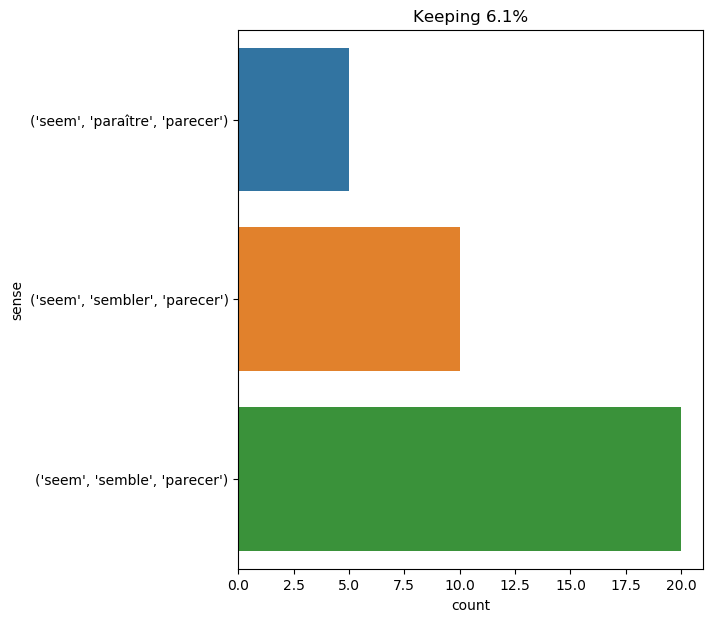 Keeping 6.1%
('seem', 'paraître', 'parecer')
('seem', 'sembler', 'parecer')
('seem', 'semble', 'parecer')
sense
0.0 2.5 5.0 7.5 10.0 12.5 15.0 17.5 20.0
count